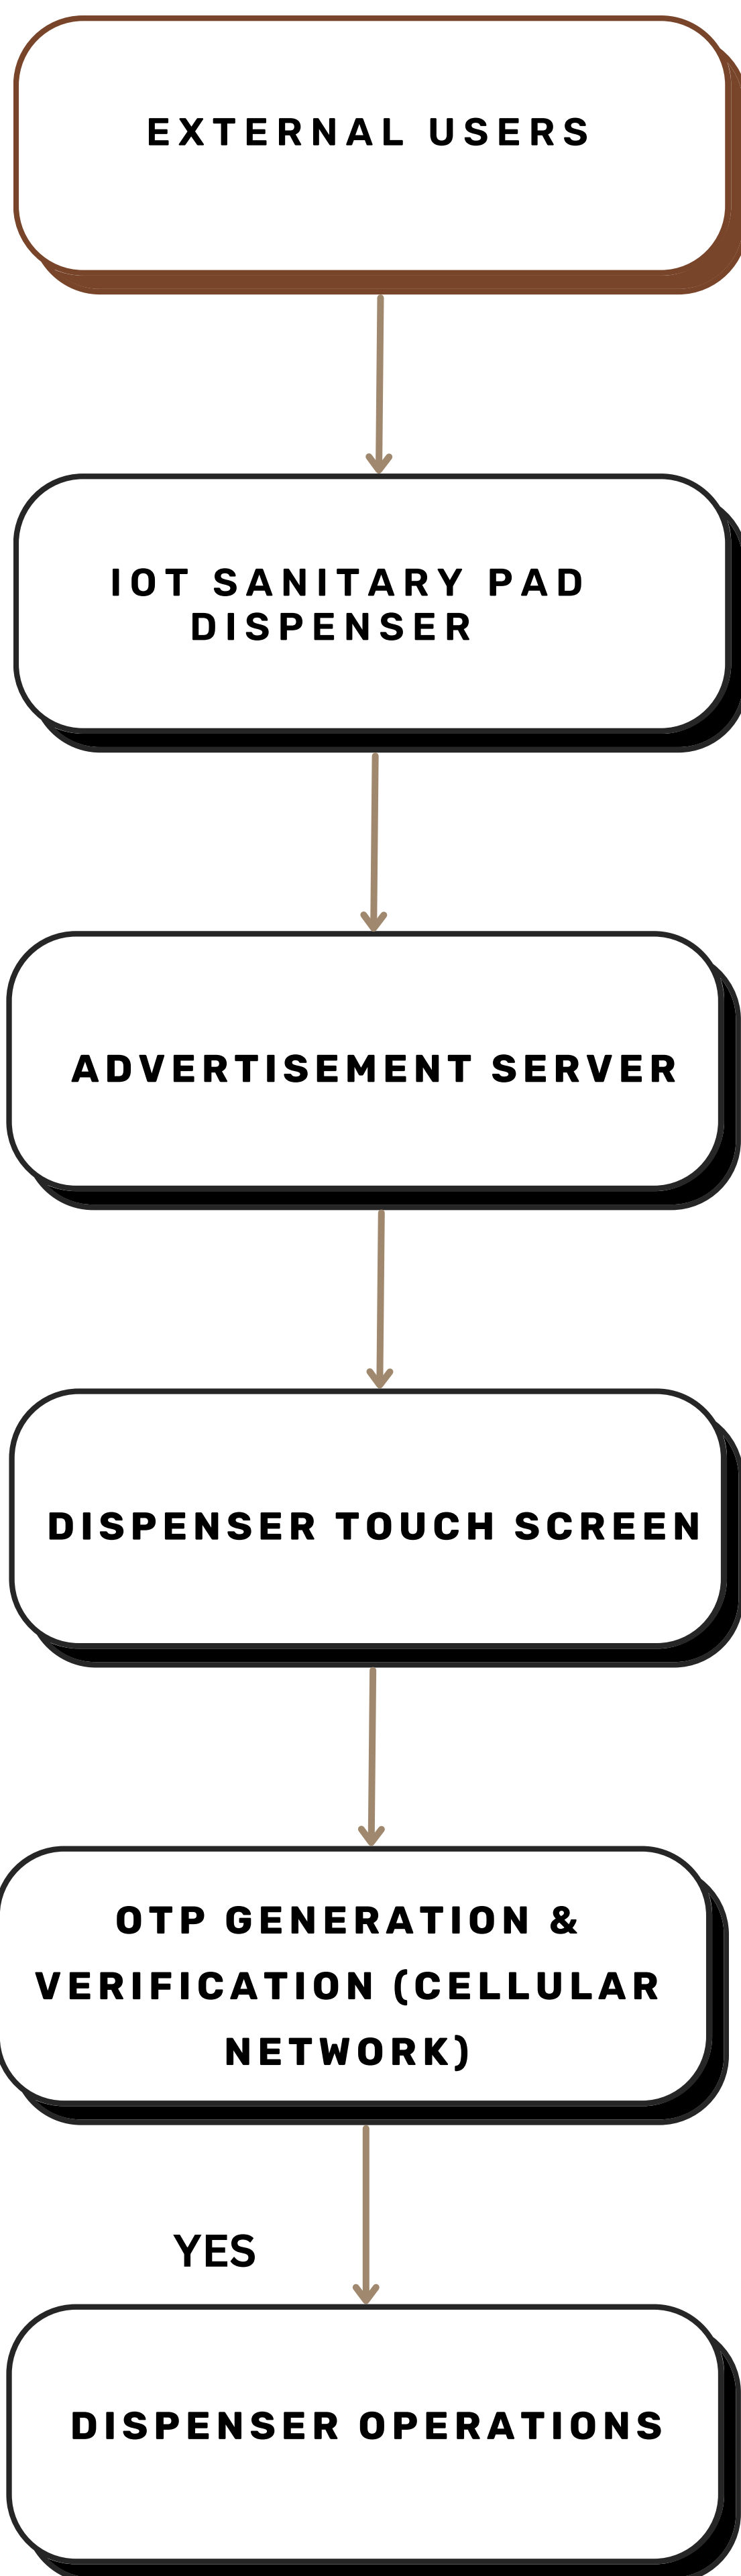 EXTERNAL USERS
IOT SANITARY PAD
DISPENSER
ADVERTISEMENT SERVER
DISPENSER TOUCH SCREEN
OTP GENERATION &
VERIFICATION (CELLULAR
NETWORK)
YES
DISPENSER OPERATIONS